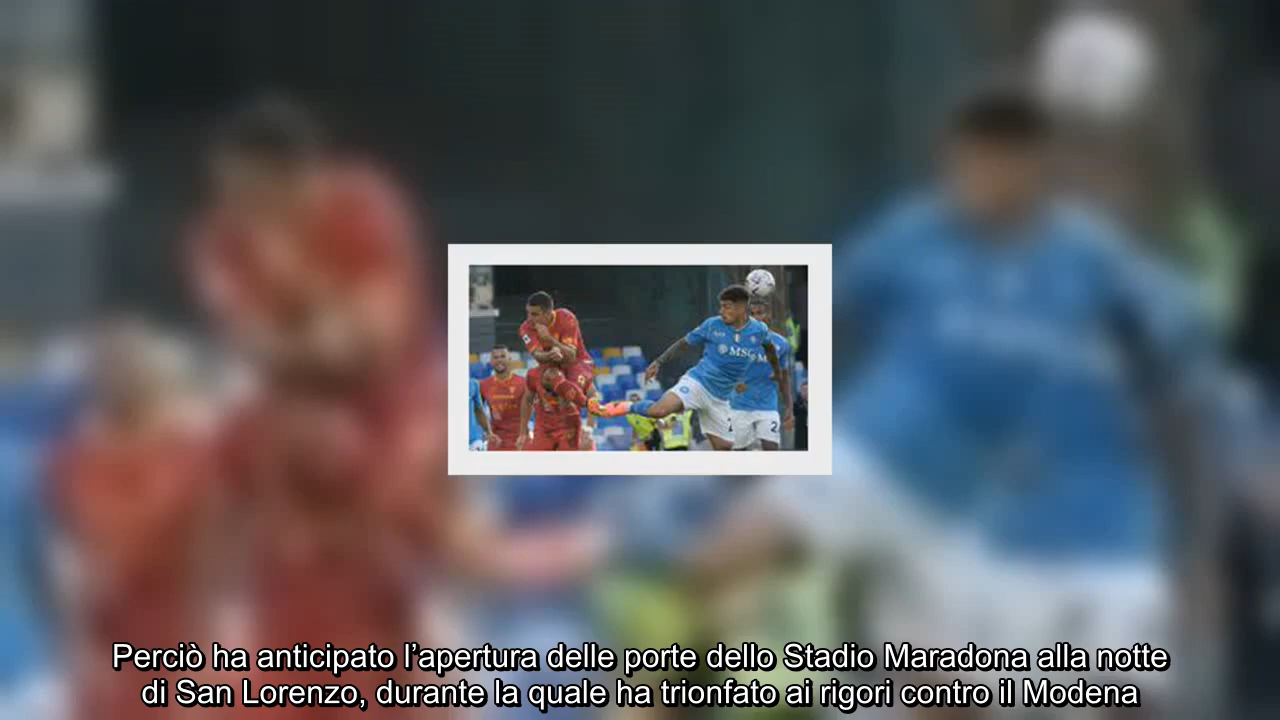 MSC
Perciò ha anticipato l’apertura delle porte dello Stadio Maradona alla notte
di San Lorenzo, durante la quale ha trionfato ai rigori contro il Modena